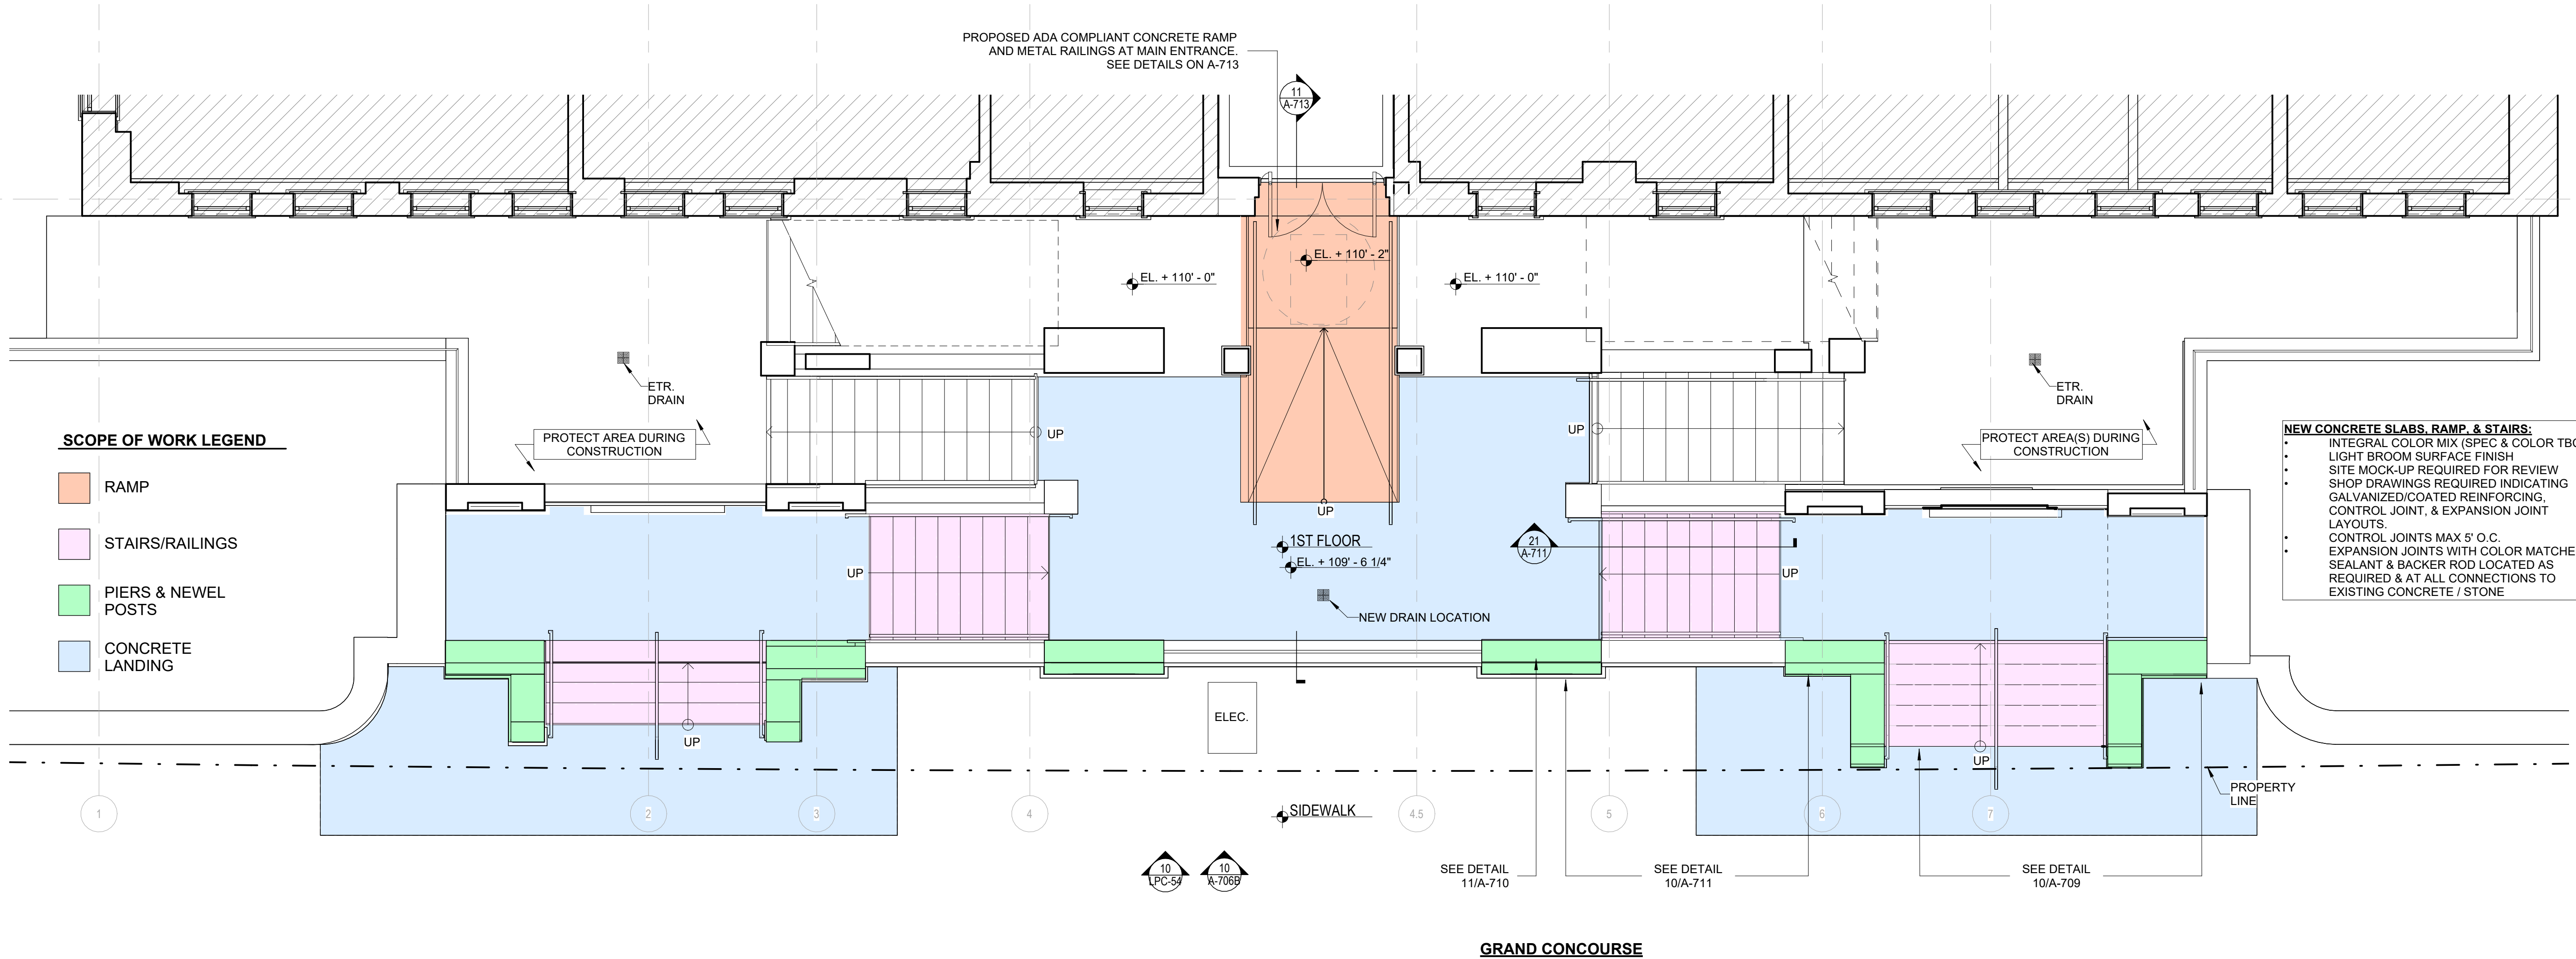 PROPOSED ADA COMPLIANT CONCRETE RAMP
AND METAL RAILINGS AT MAIN ENTRANCE.
SEE DETAILS ON A-713
11
A-713
EL. + 110' - 2"
EL. + 110' - 0"
EL. + 110' - 0"
ETR.
DRAIN
ETR.
DRAIN
SCOPE OF WORK LEGEND
RAMP
STAIRS/RAILINGS
PIERS & NEWEL
POSTS
CONCRETE
LANDING
PROTECT AREA DURING
CONSTRUCTION
UP
UP
PROTECT AREA(S) DURING
CONSTRUCTION
NEW CONCRETE SLABS, RAMP, & STAIRS:
• INTEGRAL COLOR MIX (SPEC & COLOR TBC
• LIGHT BROOM SURFACE FINISH
• SITE MOCK-UP REQUIRED FOR REVIEW
• SHOP DRAWINGS REQUIRED INDICATING
GALVANIZED/COATED REINFORCING,
CONTROL JOINT, & EXPANSION JOINT
LAYOUTS.
• CONTROL JOINTS MAX 5' O.C.
• EXPANSION JOINTS WITH COLOR MATCHE
SEALANT & BACKER ROD LOCATED AS
REQUIRED & AT ALL CONNECTIONS TO
EXISTING CONCRETE / STONE
UP
1ST FLOOR
EL. + 109' - 6 1/4"
21
A-711
UP
UP
NEW DRAIN LOCATION
ELEC.
UP
UP
PROPERTY
LINE
1
2
3
4
4.5
5
6
7
SIDEWALK
10
LPC-54
10
A-706B
SEE DETAIL
11/A-710
SEE DETAIL
10/A-711
SEE DETAIL
10/A-709
GRAND CONCOURSE